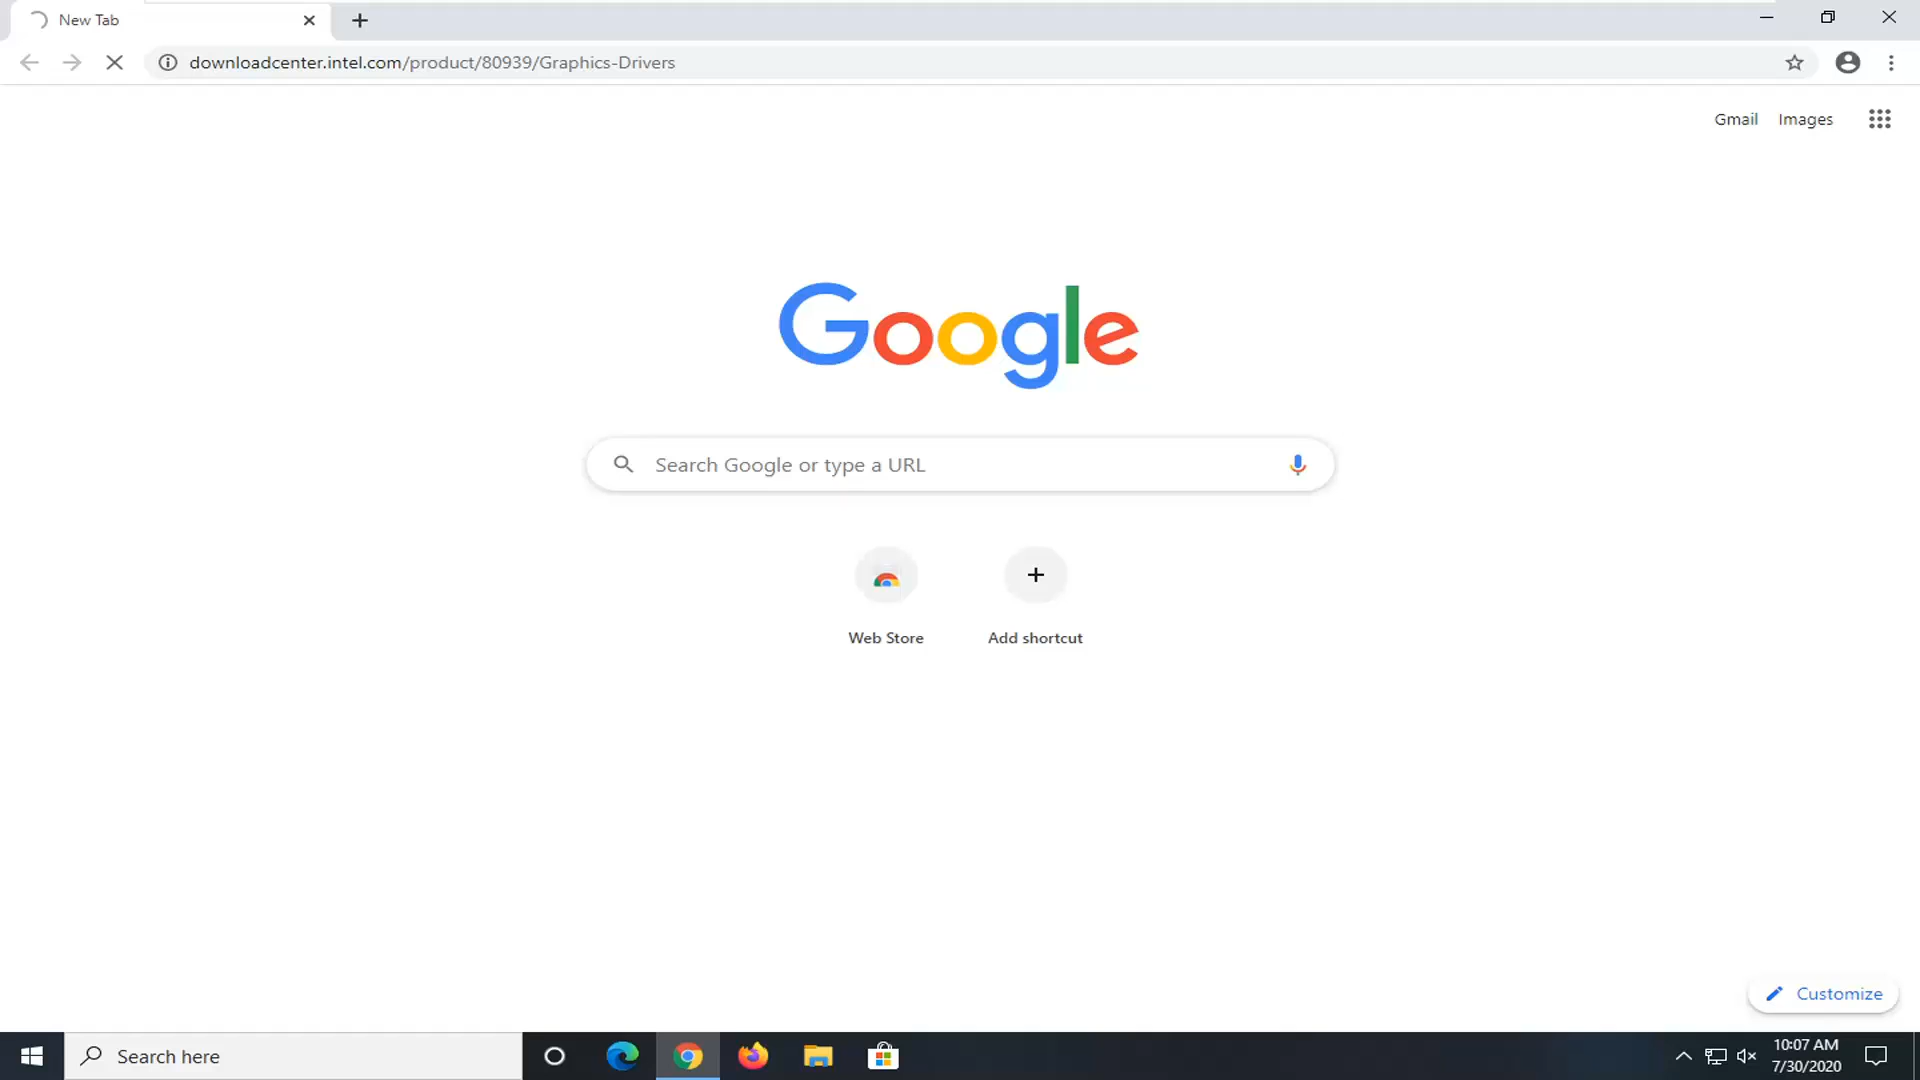 New Tab
downloadcenter.intel.com/product/80939/Graphics-Drivers
Gmail Images
Google
Search Google or type a URL
Web Store Add shortcut
Customize
Search here
10:07 AM
7/30/2020